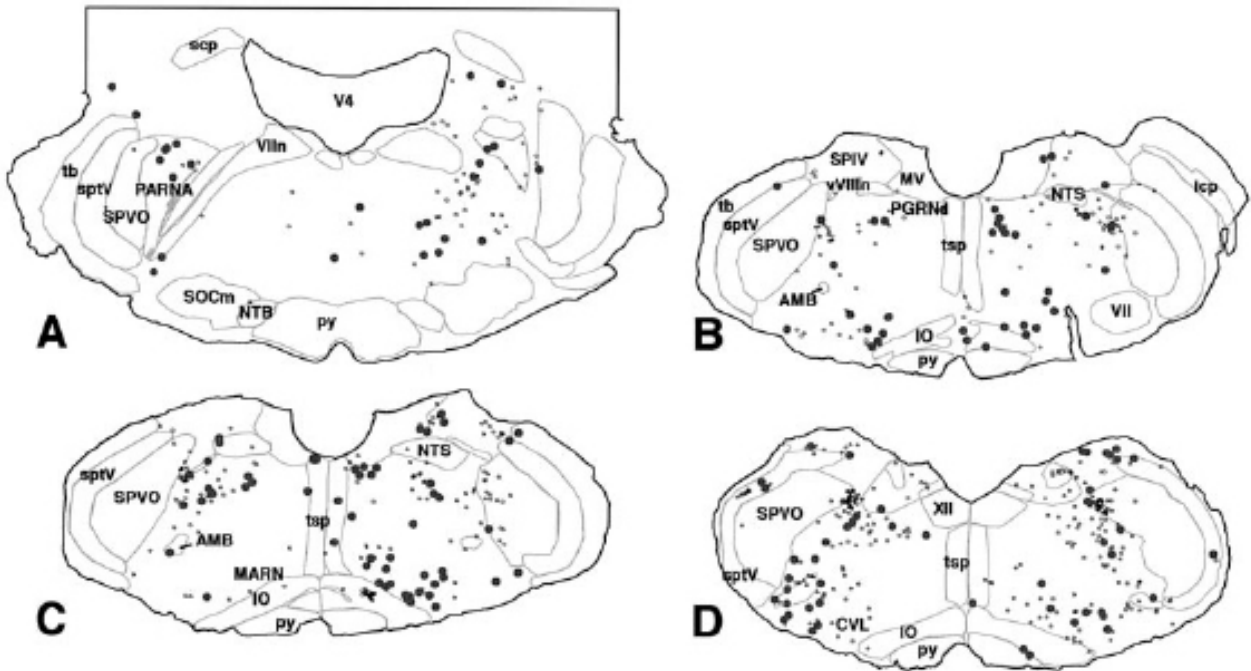 scp
V4
VIIn
tb
sptV
PARNA
SPVO
SOCm
NTB
py
A
SPIV
vVIIIn
MV
PGRNd
NTS
icp
tb
sptV
SPVO
tsp
AMB
VII
IO
py
B
NTS
sptV
SPVO
tsp
AMB
MARN
IO
py
C
SPVO
XII
sptV
tsp
CVL
IO
py
D